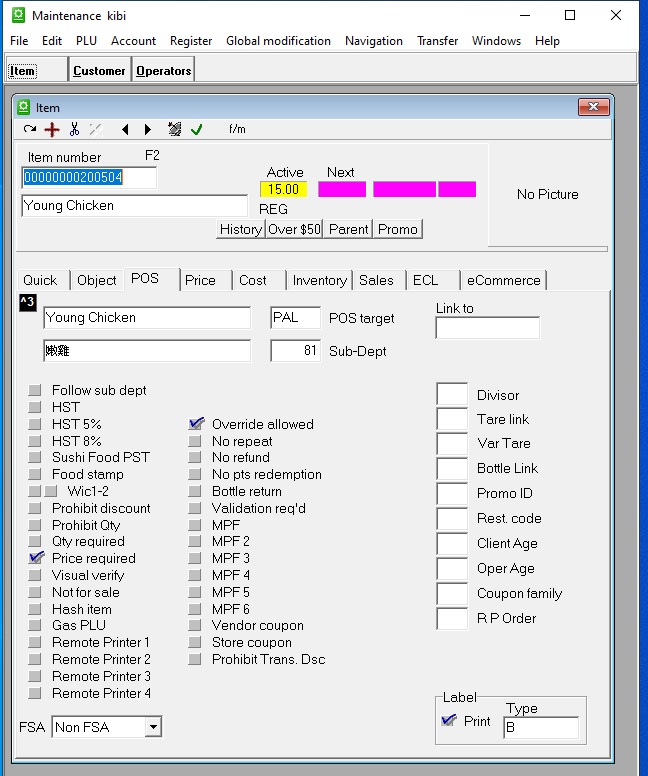 Maintenance kibi
File Edit PLU Account Register Global modification Navigation Transfer Windows Help
Item Customer Operators
Item
f/m
Item number F2
00000000200504
Young Chicken
Active Next
15.00
REG
History Over $50 Parent Promo
No Picture
Quick Object POS Price Cost Inventory Sales ECL eCommerce
^3
Young Chicken PAL POS target
Link to
嫩雞 81 Sub-Dept
Follow sub dept
HST
HST 5%
HST 8%
Sushi Food PST
Food stamp
Wic1-2
Prohibit discount
Prohibit Qty
Qty required
Price required
Visual verify
Not for sale
Hash item
Gas PLU
Remote Printer 1
Remote Printer 2
Remote Printer 3
Remote Printer 4
Override allowed
No repeat
No refund
No pts redemption
Bottle return
Validation req'd
MPF
MPF 2
MPF 3
MPF 4
MPF 5
MPF 6
Vendor coupon
Store coupon
Prohibit Trans. Dsc
Divisor
Tare link
Var Tare
Bottle Link
Promo ID
Rest. code
Client Age
Oper Age
Coupon family
R P Order
FSA Non FSA
Label
Print
Type
B